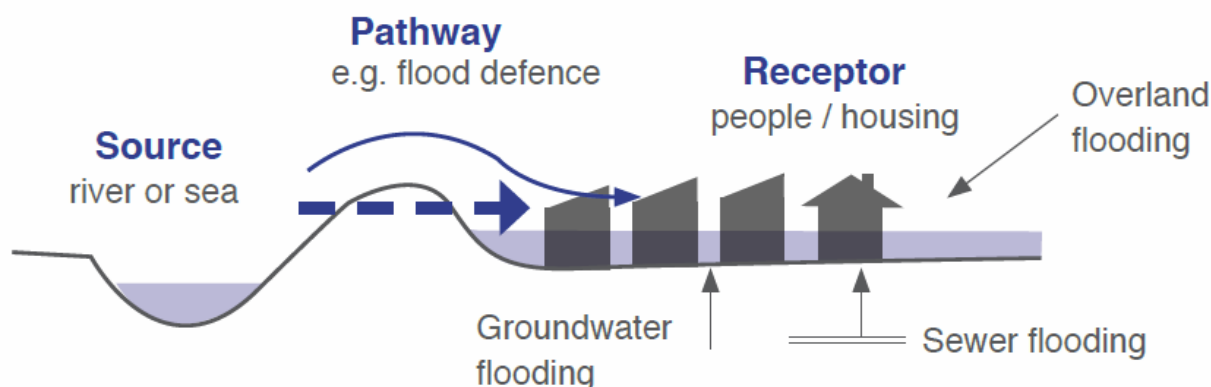 Pathway
e.g. flood defence
Receptor
people / housing
Overland
flooding
Source
river or sea
Groundwater
flooding
Sewer flooding